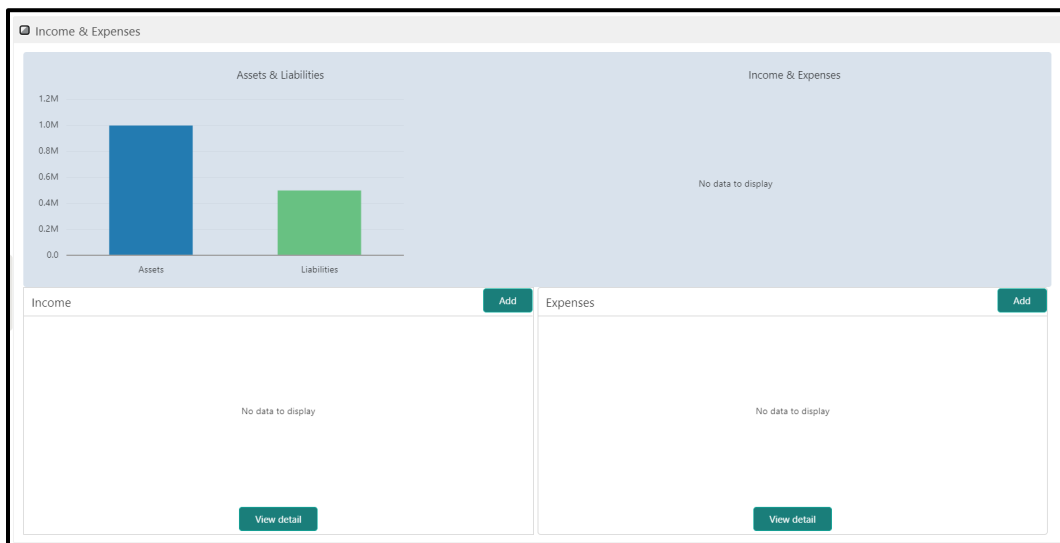 Income & Expenses
Assets & Liabilities
1.2M
1.0M
0.8M
0.6M
0.4M
0.2M
0.0
Assets
Liabilities
Income & Expenses
No data to display
Income
Add
No data to display
View detail
Expenses
Add
No data to display
View detail